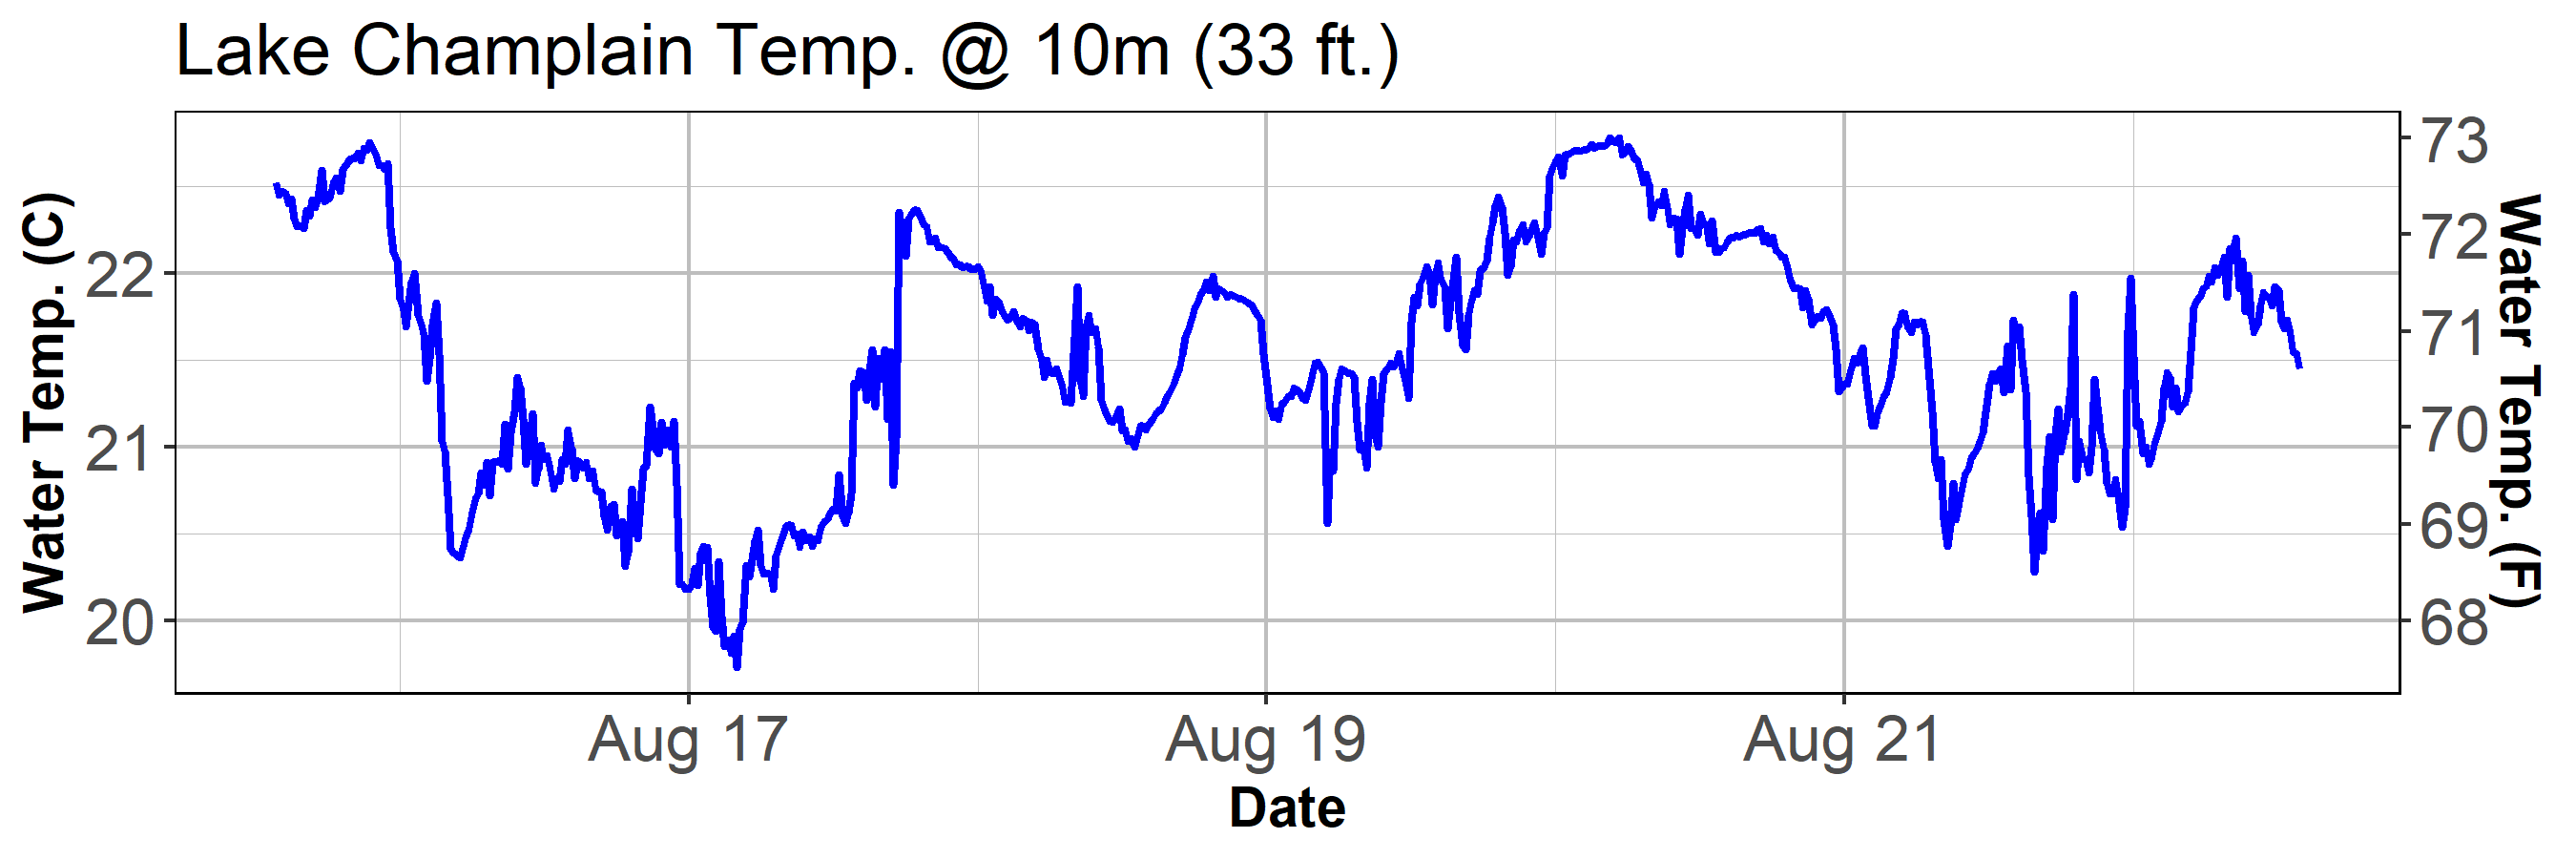 Lake Champlain Temp. @ 10m (33 ft.)
Water Temp. (C)
22
21
20
73
72
71
70
69
68
Water Temp. (F)
Aug 17
Aug 19
Aug 21
Date